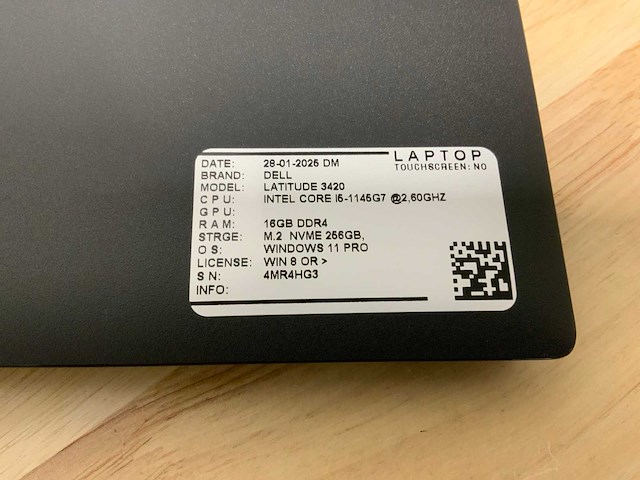 LAPTOP
TOUCHSCREEN: NO
DATE: 28-01-2025 DM
BRAND: DELL
MODEL: LATITUDE 3420
CPU: INTEL CORE I5-1145G7 @2,60GHZ
GPU:
RAM: 16GB DDR4
STRGE: M.2 NVME 256GB,
OS: WINDOWS 11 PRO
LICENSE: WIN 8 OR >
SN: 4MR4HG3
INFO: